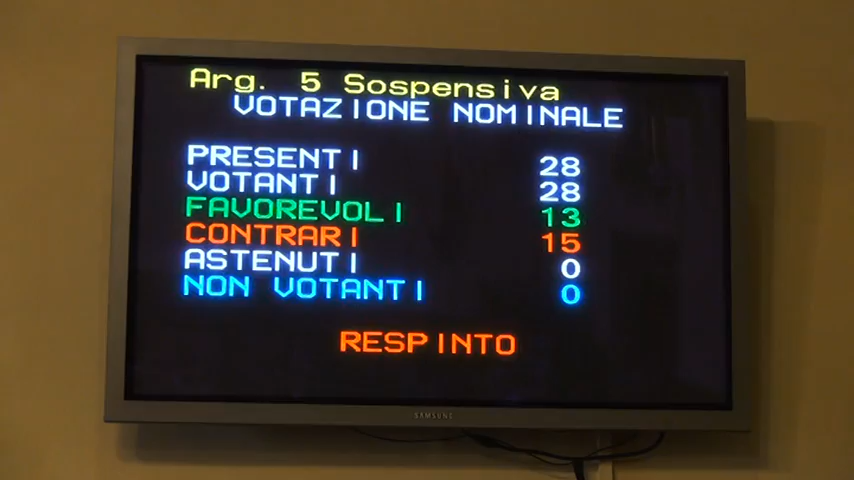 Arg. 5 Sospensiva
VOTAZIONE NOMINALE
PRESENTI 28
VOTANTI 28
FAVOREVOLI 13
CONTRARI 15
ASTENUTI 0
NON VOTANTI 0
RESPINTO
SAMSUNG